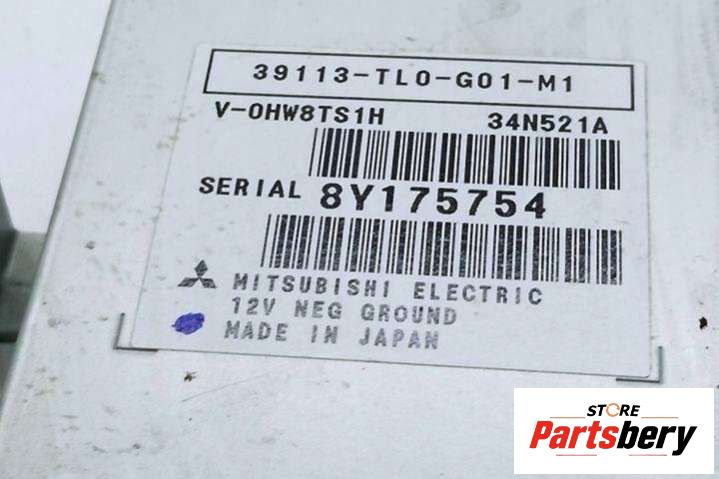 39113-TL0-G01-M1
V-0HW8TS1H 34N521A
SERIAL 8Y175754
MITSUBISHI ELECTRIC
12V NEG GROUND
MADE IN JAPAN
STORE
Partsbery